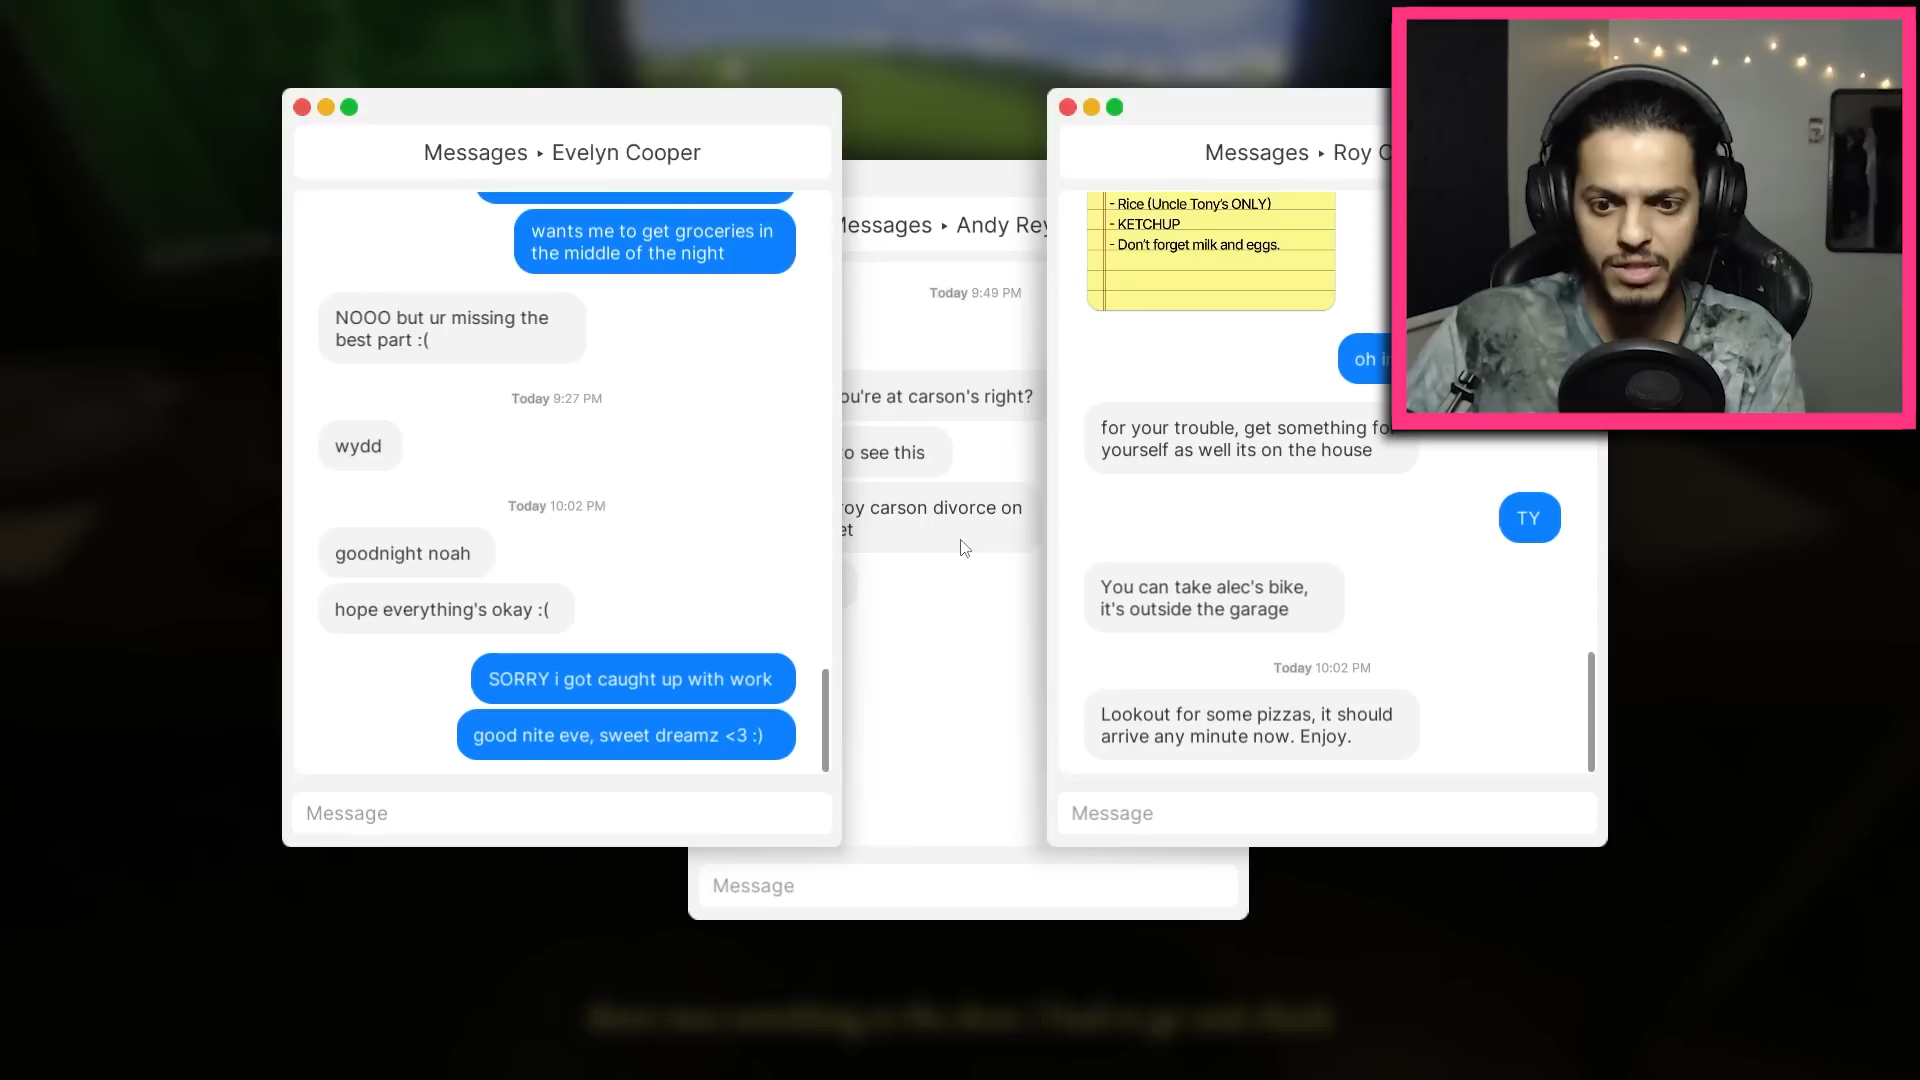 Messages ▸ Evelyn Cooper
wants me to get groceries in
the middle of the night
NOOO but ur missing the
best part :(
Today 9:27 PM
wydd
Today 10:02 PM
goodnight noah
hope everything's okay :(
SORRY i got caught up with work
good nite eve, sweet dreamz <3 :)
Message
Messages ▸ Andy Rey
Today 9:49 PM
ou're at carson's right?
to see this
roy carson divorce on
et
Message
Messages ▸ Roy C
- Rice (Uncle Tony's ONLY)
- KETCHUP
- Don't forget milk and eggs.
oh
for your trouble, get something fo
yourself as well its on the house
TY
You can take alec's bike,
it's outside the garage
Today 10:02 PM
Lookout for some pizzas, it should
arrive any minute now. Enjoy.
Message